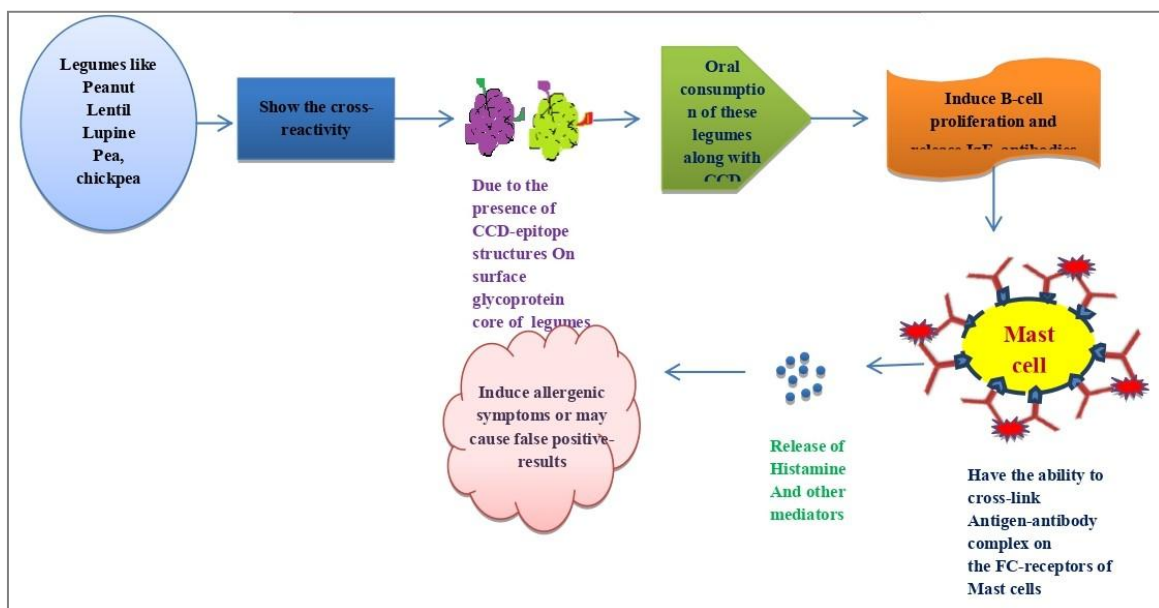 Legumes like
Peanut
Lentil
Lupine
Pea,
chickpea
Show the cross-
reactivity
Due to the
presence of
CCD-epitope
structures On
surface
glycoprotein
core of legumes
Oral
consumptio
n of these
legumes
along with
CCD
Induce B-cell
proliferation and
release IgE antibodies
Mast
cell
Have the ability to
cross-link
Antigen-antibody
complex on
the FC-receptors of
Mast cells
Release of
Histamine
And other
mediators
Induce allergenic
symptoms or may
cause false positive-
results